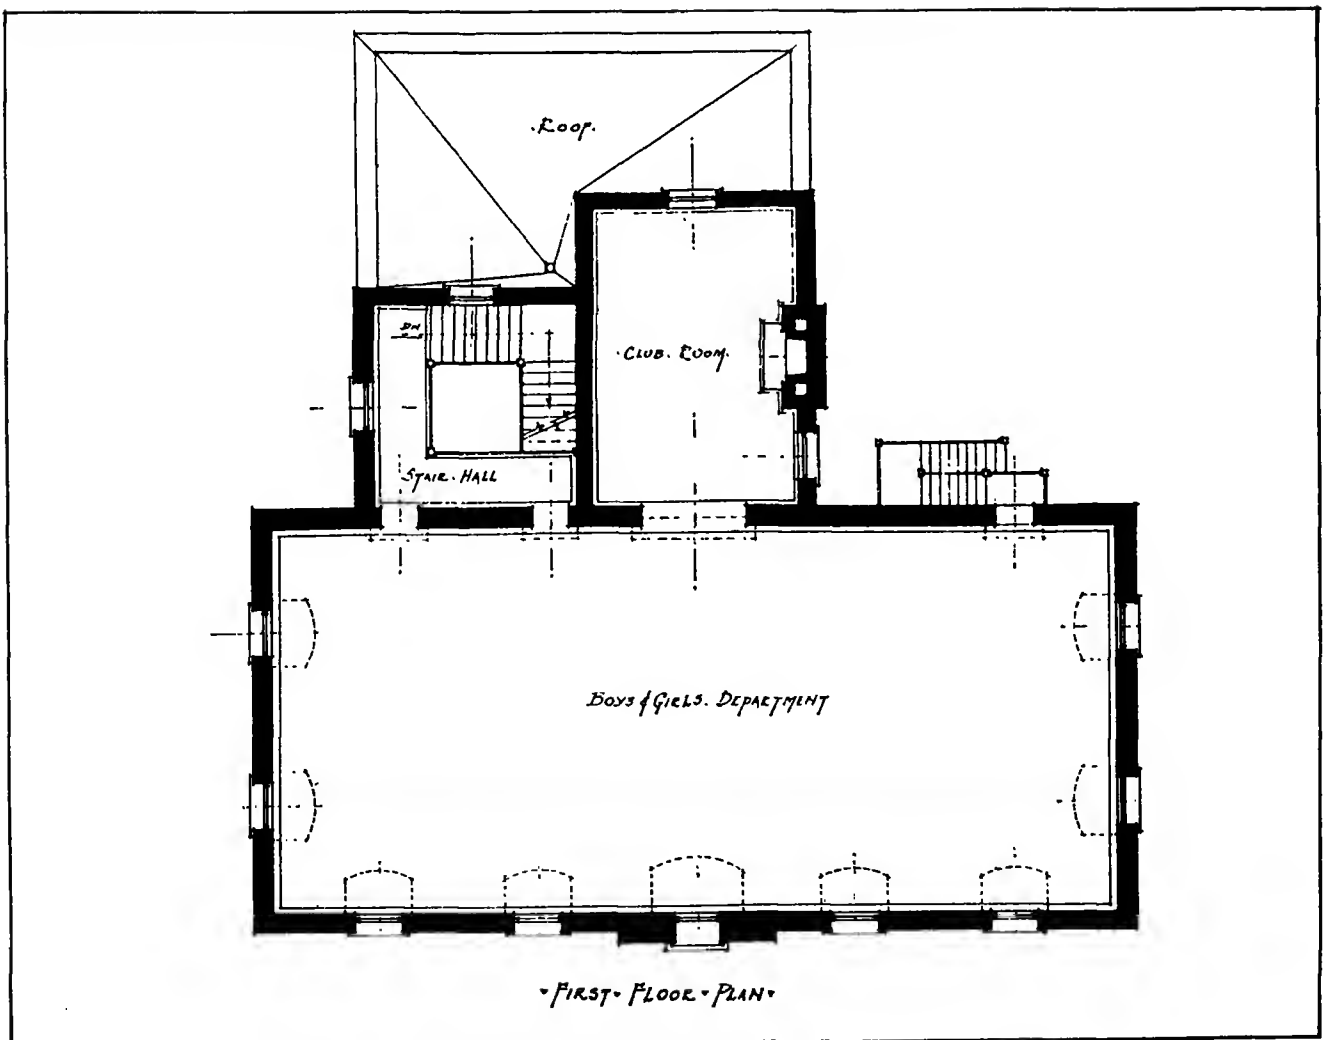 ·ROOF.
DN
·CLUB·ROOM.
STAIR·HALL
BOYS & GIRLS. DEPARTMENT
·FIRST·FLOOR·PLAN·